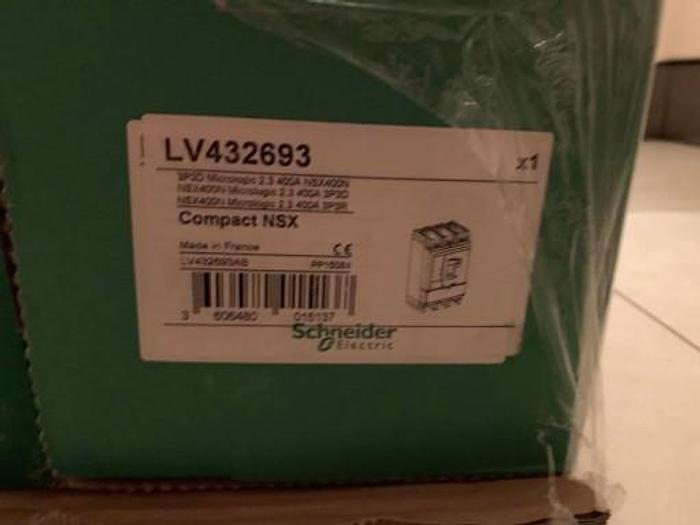 LV432693
x1
3P3D Micrologic 2.3 400A NSX400N
NSX400N Micrologic 2.3 400A 3P3D
NSX400N Micrologic 2.3 400A 3P3R
Compact NSX
Made in France
CE
LV432693AB
3 606480 015137
Schneider
Electric